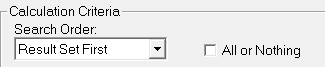 Calculation Criteria
Search Order:
Result Set First
All or Nothing